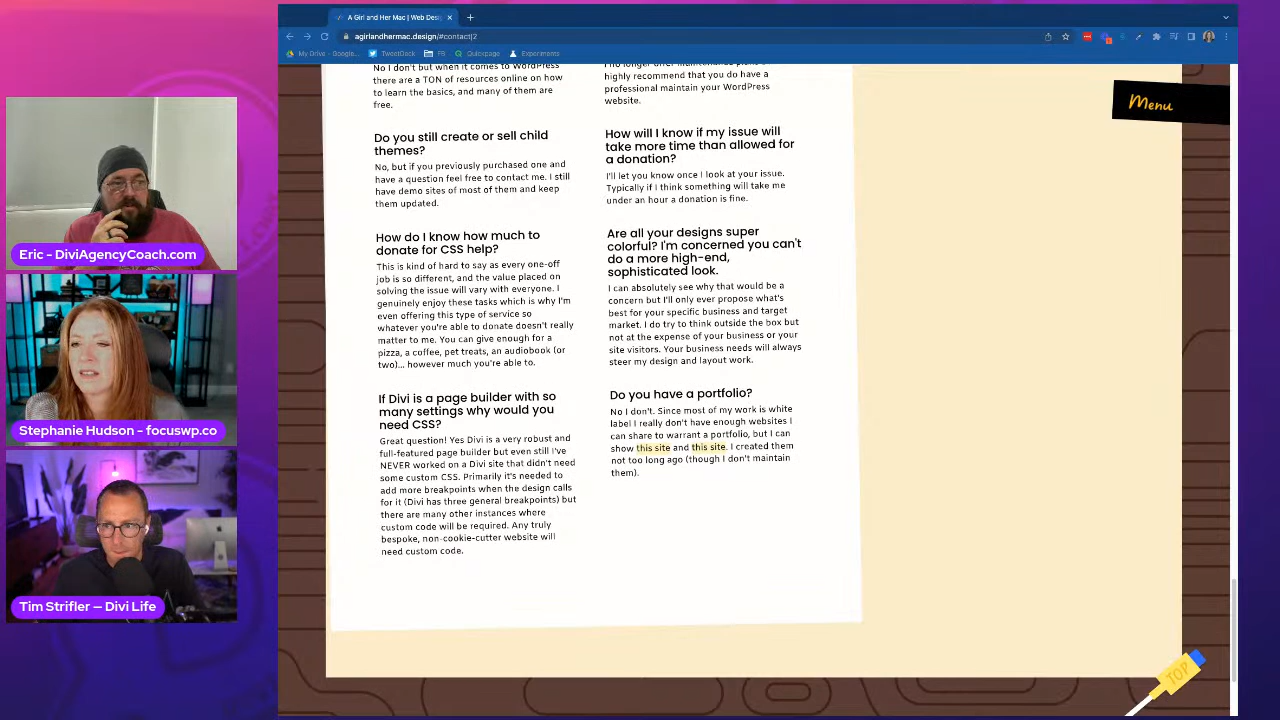 A Girl and Her Mac | Web Desi
agirlandhermac.design/#contact|2
My Drive - Google...
TweetDeck
FB
Quickpage
Experiments
Menu
No I don't but when it comes to WordPress
there are a TON of resources online on how
to learn the basics, and many of them are
free.
Do you still create or sell child
themes?
No, but if you previously purchased one and
have a question feel free to contact me. I still
have demo sites of most of them and keep
them updated.
How do I know how much to
donate for CSS help?
This is kind of hard to say as every one-off
job is so different, and the value placed on
solving the issue will vary with everyone. I
genuinely enjoy these tasks which is why I'm
even offering this type of service so
whatever you're able to donate doesn't really
matter to me. You can give enough for a
pizza, a coffee, pet treats, an audiobook (or
two)... however much you're able to.
If Divi is a page builder with so
many settings why would you
need CSS?
Great question! Yes Divi is a very robust and
full-featured page builder but even still I've
NEVER worked on a Divi site that didn't need
some custom CSS. Primarily it's needed to
add more breakpoints when the design calls
for it (Divi has three general breakpoints) but
there are many other instances where
custom code will be required. Any truly
bespoke, non-cookie-cutter website will
need custom code.
highly recommend that you do have a
professional maintain your WordPress
website.
How will I know if my issue will
take more time than allowed for
a donation?
I'll let you know once I look at your issue.
Typically if I think something will take me
under an hour a donation is fine.
Are all your designs super
colorful? I'm concerned you can't
do a more high-end,
sophisticated look.
I can absolutely see why that would be a
concern but I'll only ever propose what's
best for your specific business and target
market. I do try to think outside the box but
not at the expense of your business or your
site visitors. Your business needs will always
steer my design and layout work.
Do you have a portfolio?
No I don't. Since most of my work is white
label I really don't have enough websites I
can share to warrant a portfolio, but I can
show this site and this site. I created them
not too long ago (though I don't maintain
them).
TOP
Eric - DiviAgencyCoach.com
Stephanie Hudson - focuswp.co
Tim Strifler — Divi Life